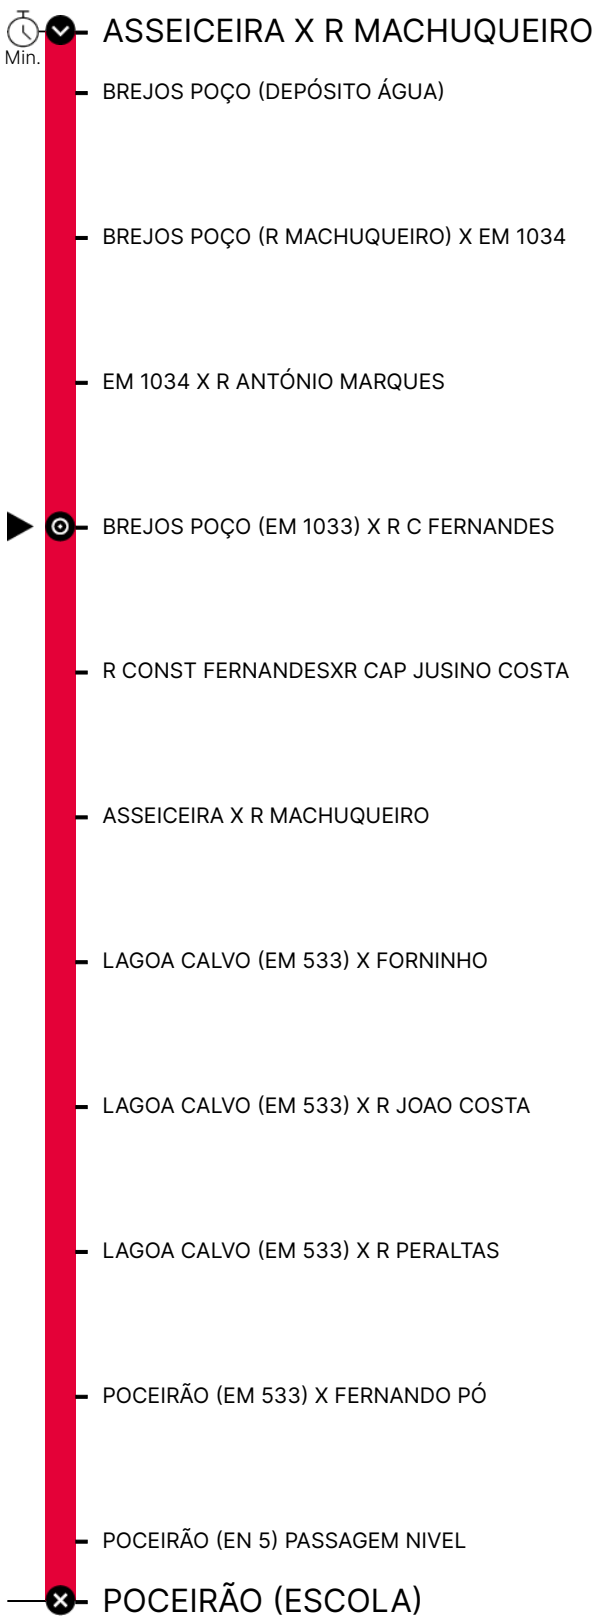 ASSEICEIRA X R MACHUQUEIRO
Min.
BREJOS POÇO (DEPÓSITO ÁGUA)
BREJOS POÇO (R MACHUQUEIRO) X EM 1034
EM 1034 X R ANTÓNIO MARQUES
BREJOS POÇO (EM 1033) X R C FERNANDES
R CONST FERNANDESXR CAP JUSINO COSTA
ASSEICEIRA X R MACHUQUEIRO
LAGOA CALVO (EM 533) X FORNINHO
LAGOA CALVO (EM 533) X R JOAO COSTA
LAGOA CALVO (EM 533) X R PERALTAS
POCEIRÃO (EM 533) X FERNANDO PÓ
POCEIRÃO (EN 5) PASSAGEM NIVEL
POCEIRÃO (ESCOLA)